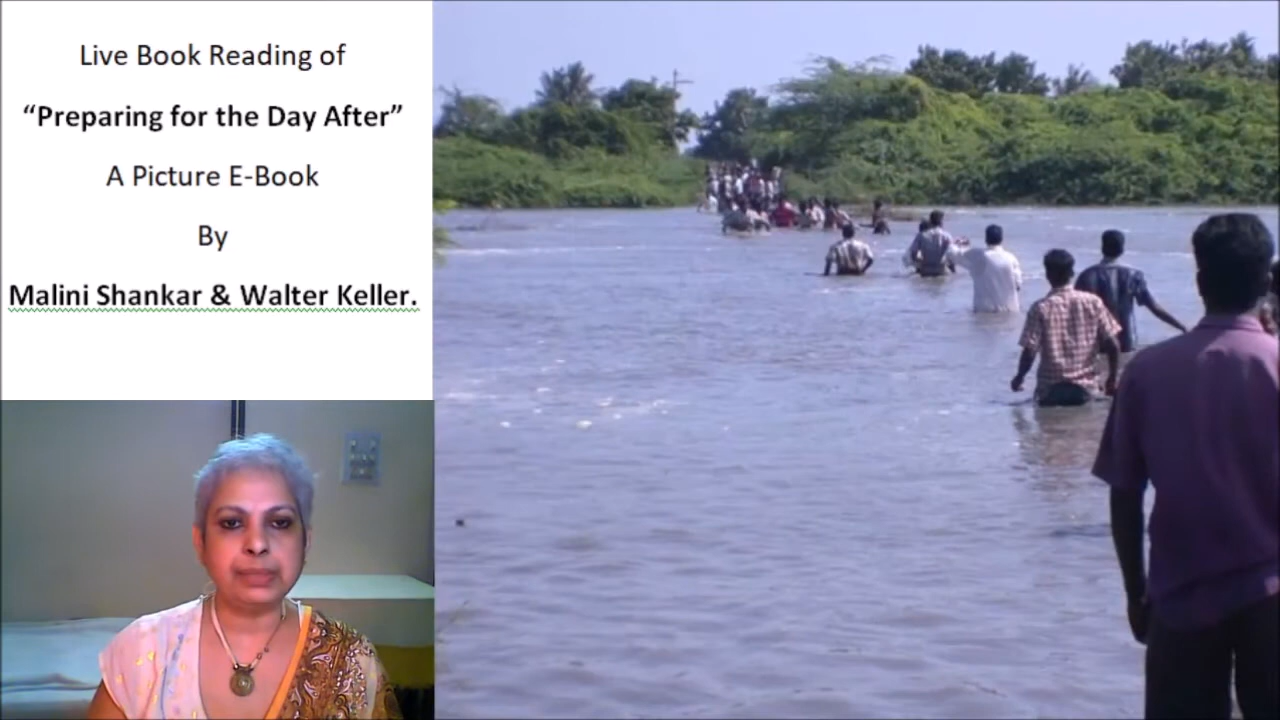 Live Book Reading of
“Preparing for the Day After”
A Picture E-Book
By
Malini Shankar & Walter Keller.